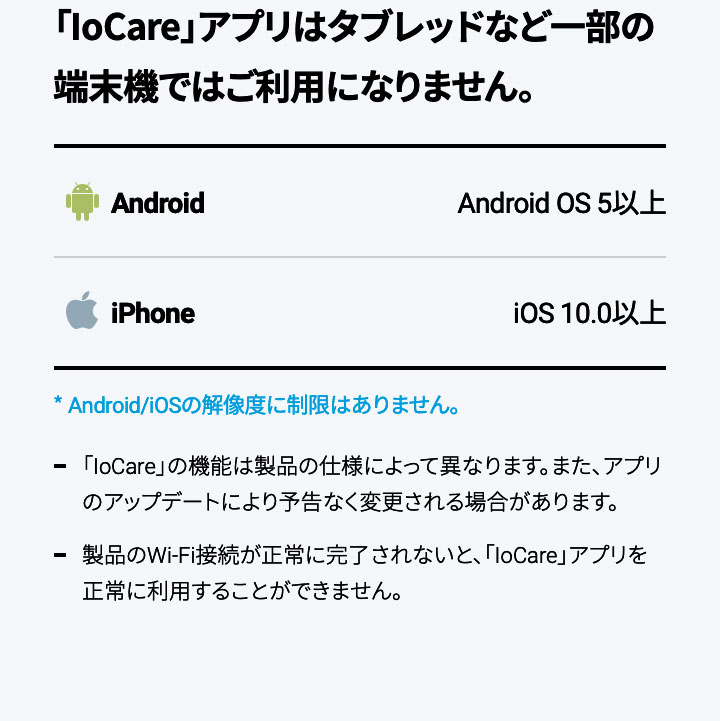 「IoCare」アプリはタブレッドなど一部の
端末機ではご利用になりません。
Android Android OS 5以上
iPhone iOS 10.0以上
* Android/iOSの解像度に制限はありません。
- 「IoCare」の機能は製品の仕様によって異なります。また、アプリ
のアップデートにより予告なく変更される場合があります。
- 製品のWi-Fi接続が正常に完了されないと、「IoCare」アプリを
正常に利用することができません。